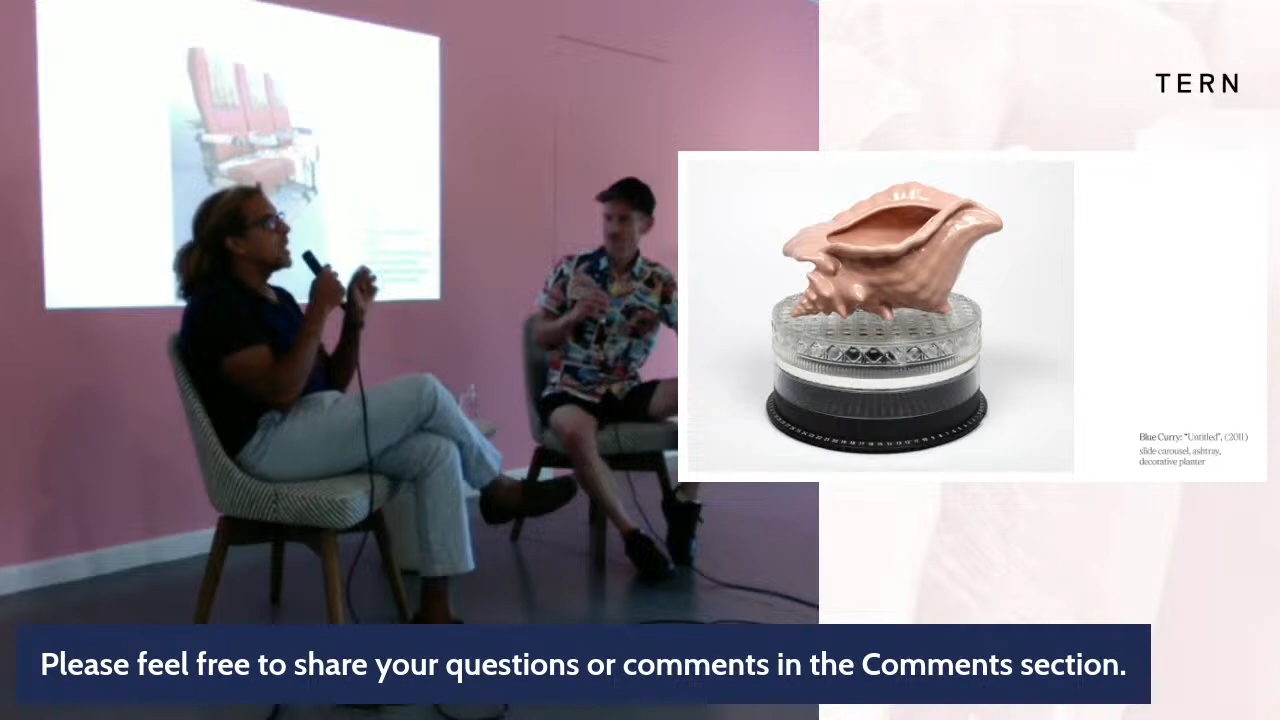 TERN
Blue Curry: "Untitled", (2011)
slide carousel, ashtray,
decorative planter
Please feel free to share your questions or comments in the Comments section.